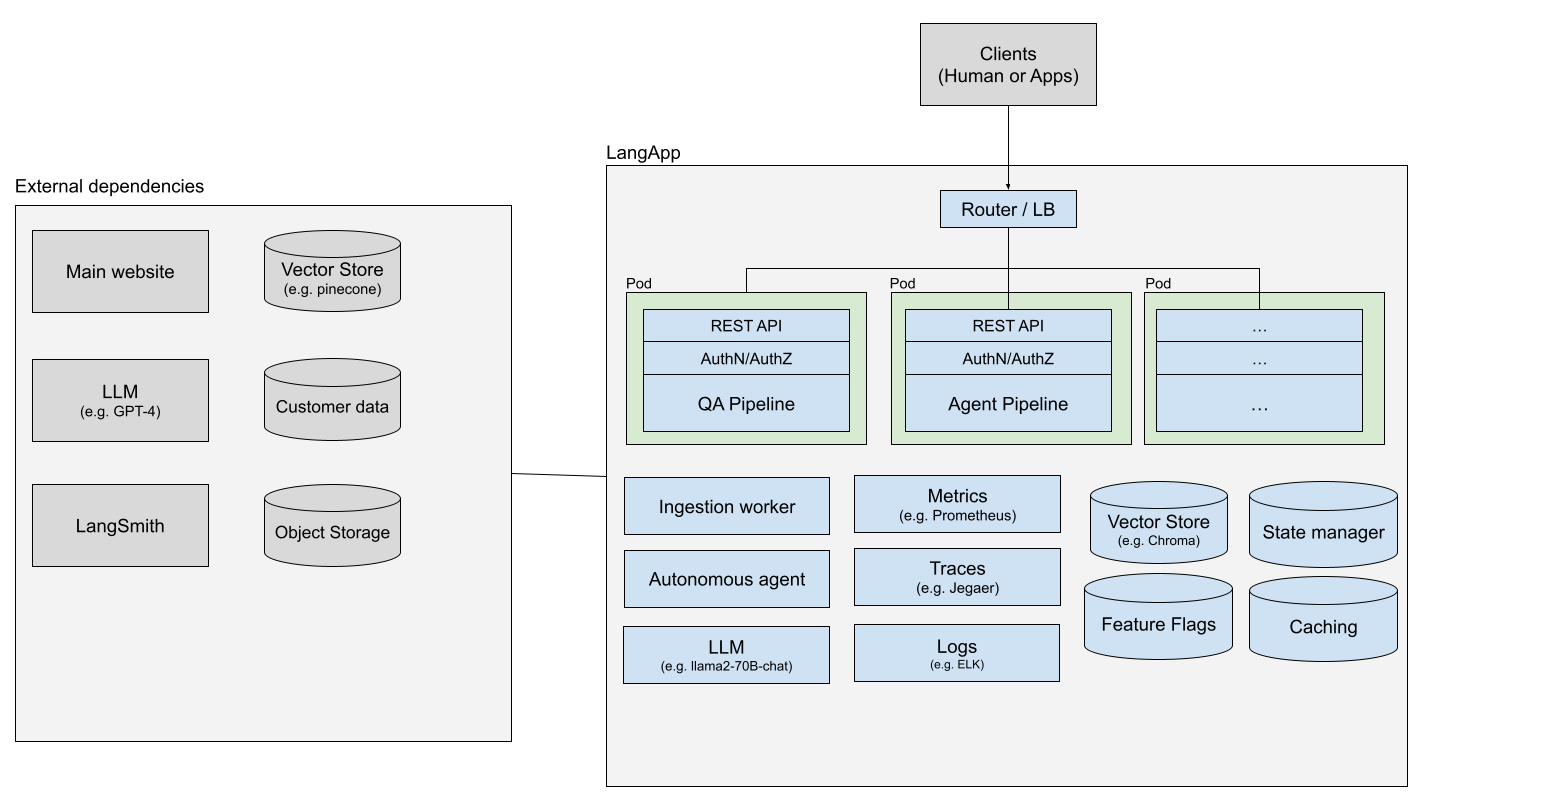 Clients
(Human or Apps)
LangApp
External dependencies
Router / LB
Main website
Vector Store
(e.g. pinecone)
LLM
(e.g. GPT-4)
Customer data
LangSmith
Object Storage
Pod
REST API
AuthN/AuthZ
QA Pipeline
Pod
REST API
AuthN/AuthZ
Agent Pipeline
Pod
...
...
...
Ingestion worker
Metrics
(e.g. Prometheus)
Vector Store
(e.g. Chroma)
State manager
Autonomous agent
Traces
(e.g. Jegaer)
Feature Flags
Caching
LLM
(e.g. llama2-70B-chat)
Logs
(e.g. ELK)